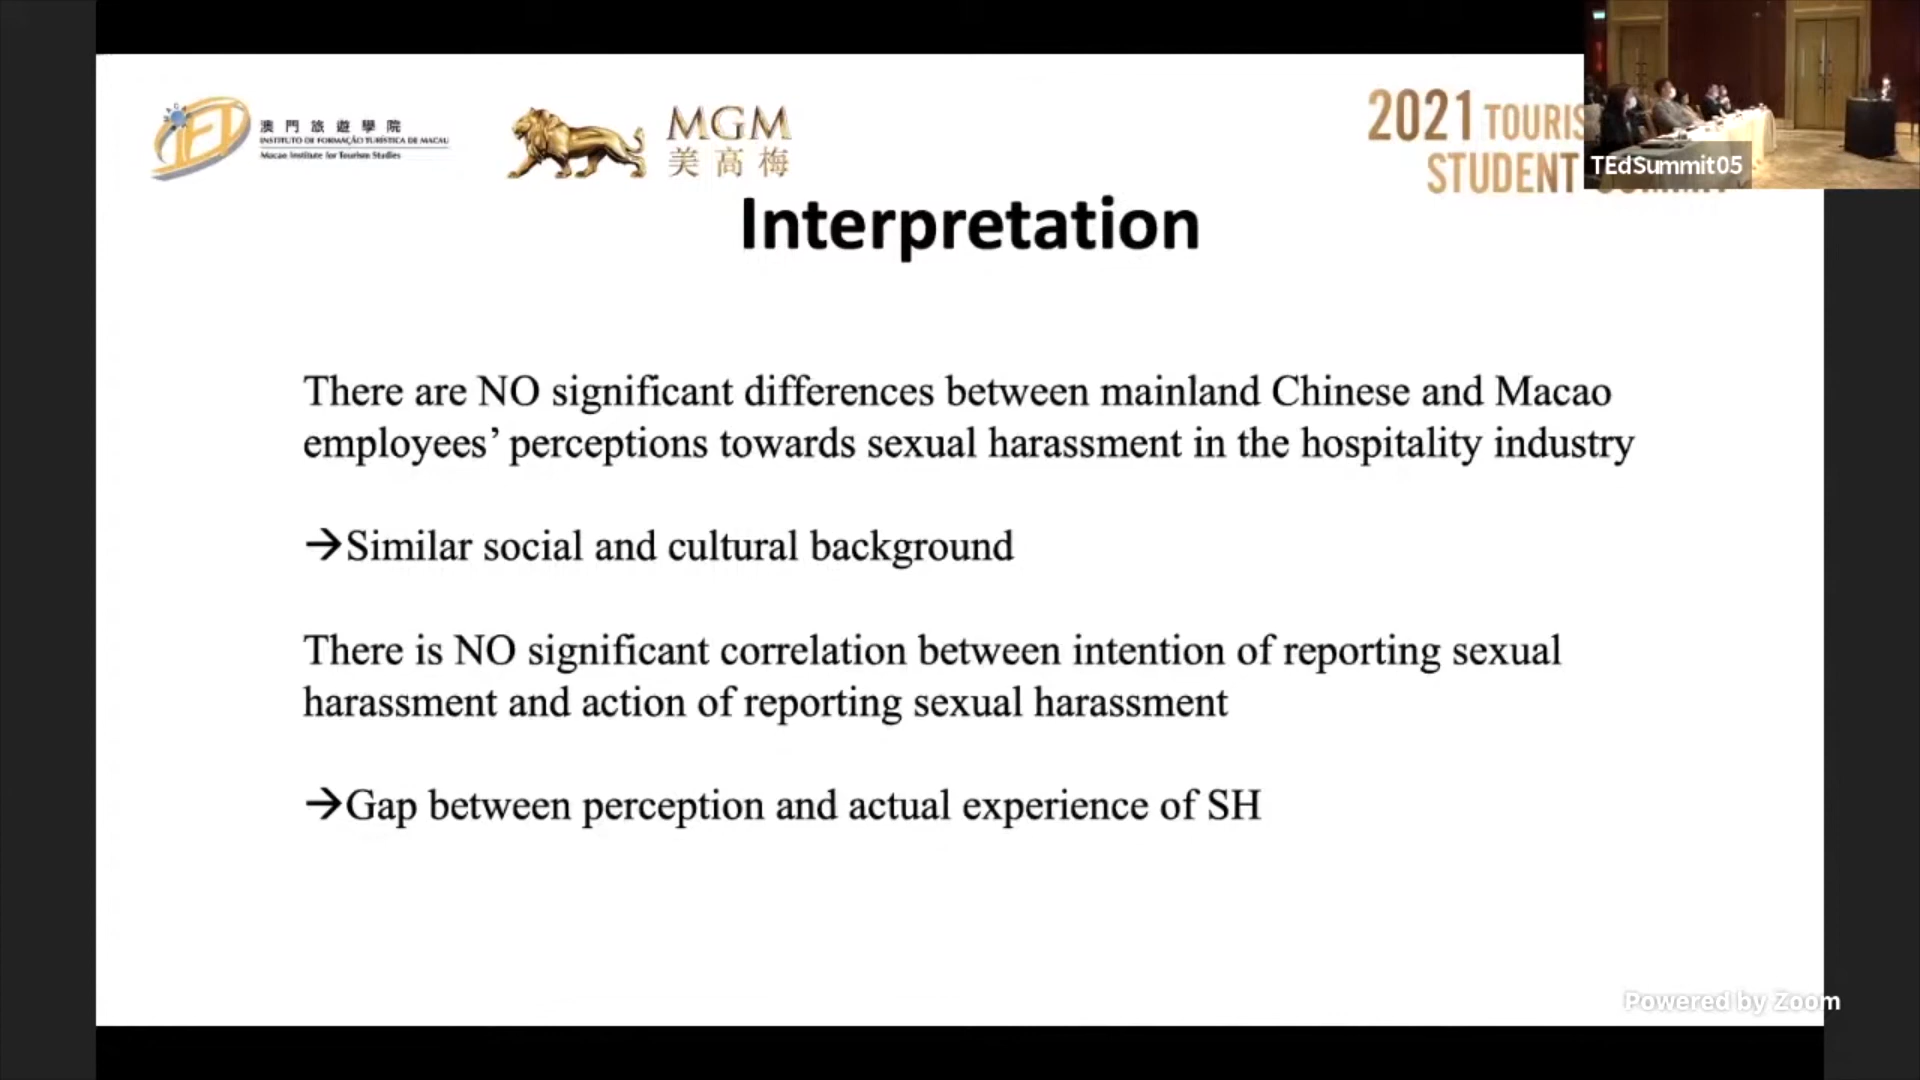 澳門旅遊學院
INSTITUTO DE FORMAÇÃO TURÍSTICA DE MACAU
Macao Institute for Tourism Studies
MGM
美高梅
2021 TOURIS
STUDENT
TEdSummit05
Interpretation
There are NO significant differences between mainland Chinese and Macao
employees’ perceptions towards sexual harassment in the hospitality industry
→Similar social and cultural background
There is NO significant correlation between intention of reporting sexual
harassment and action of reporting sexual harassment
→Gap between perception and actual experience of SH
Powered by Zoom